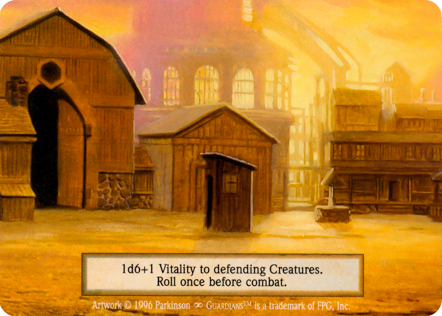 1d6+1 Vitality to defending Creatures.
Roll once before combat.
Artwork © 1996 Parkinson ∞ GUARDIANS™ is a trademark of FPG, Inc.